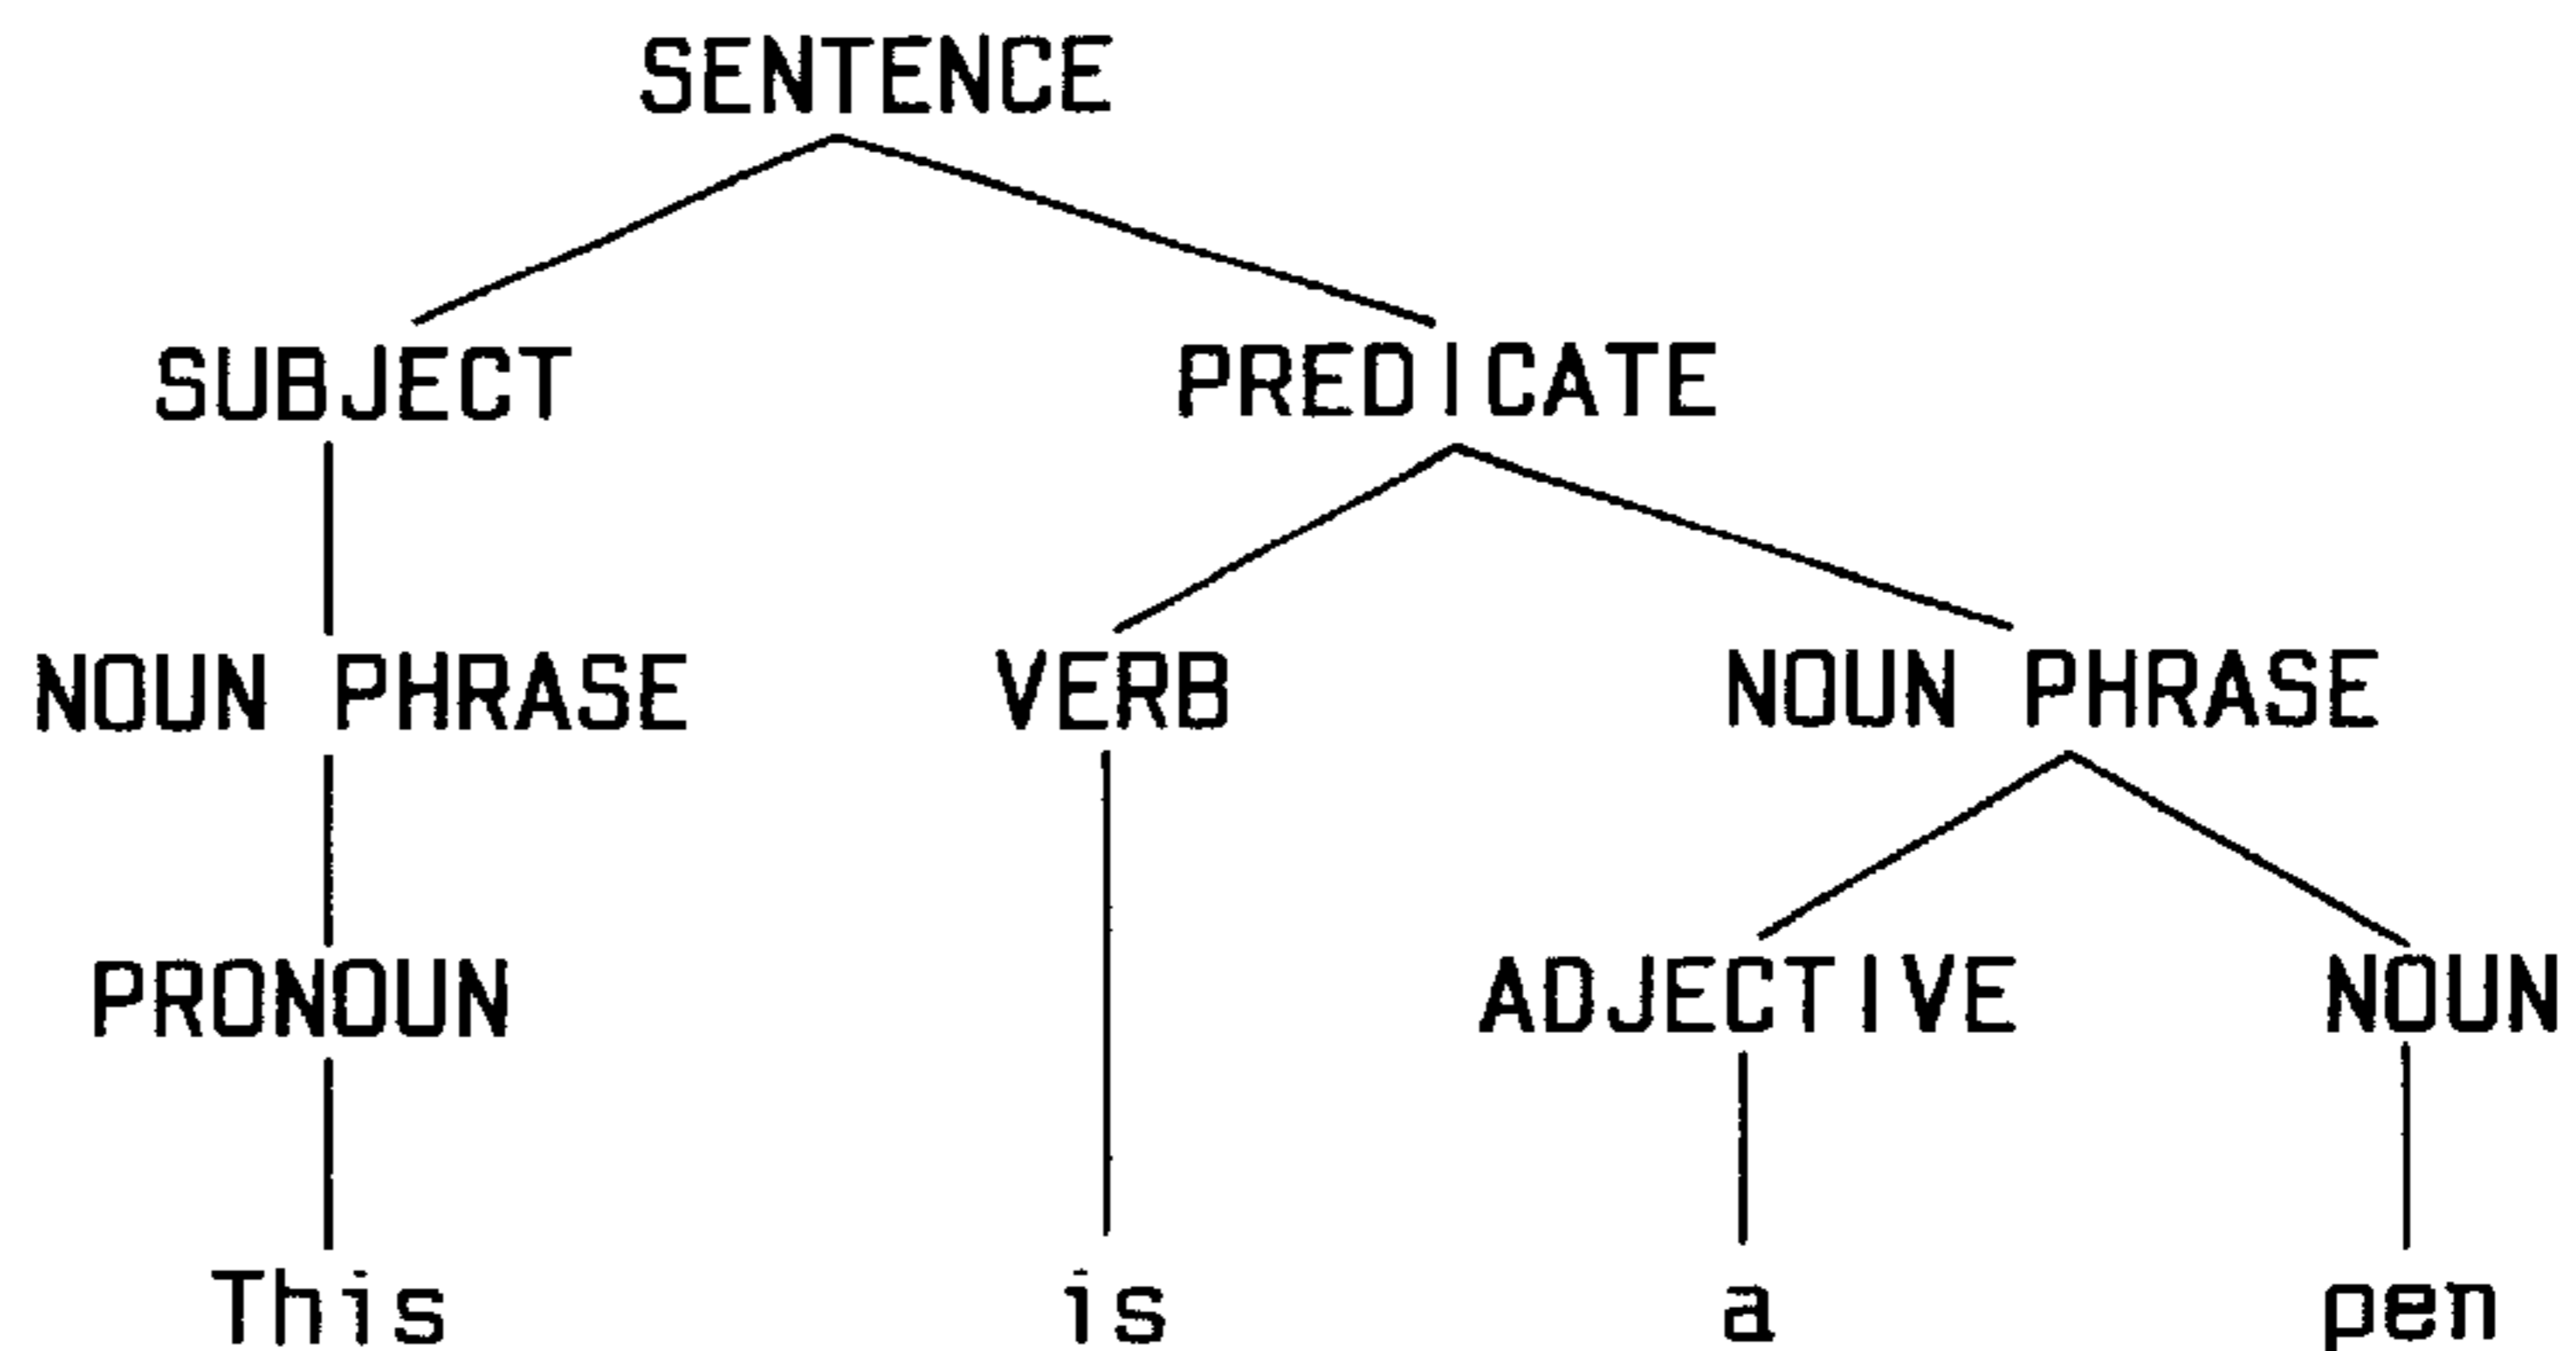 SENTENCE
SUBJECT PREDICATE
NOUN PHRASE VERB NOUN PHRASE
PRONOUN ADJECTIVE NOUN
This is a pen